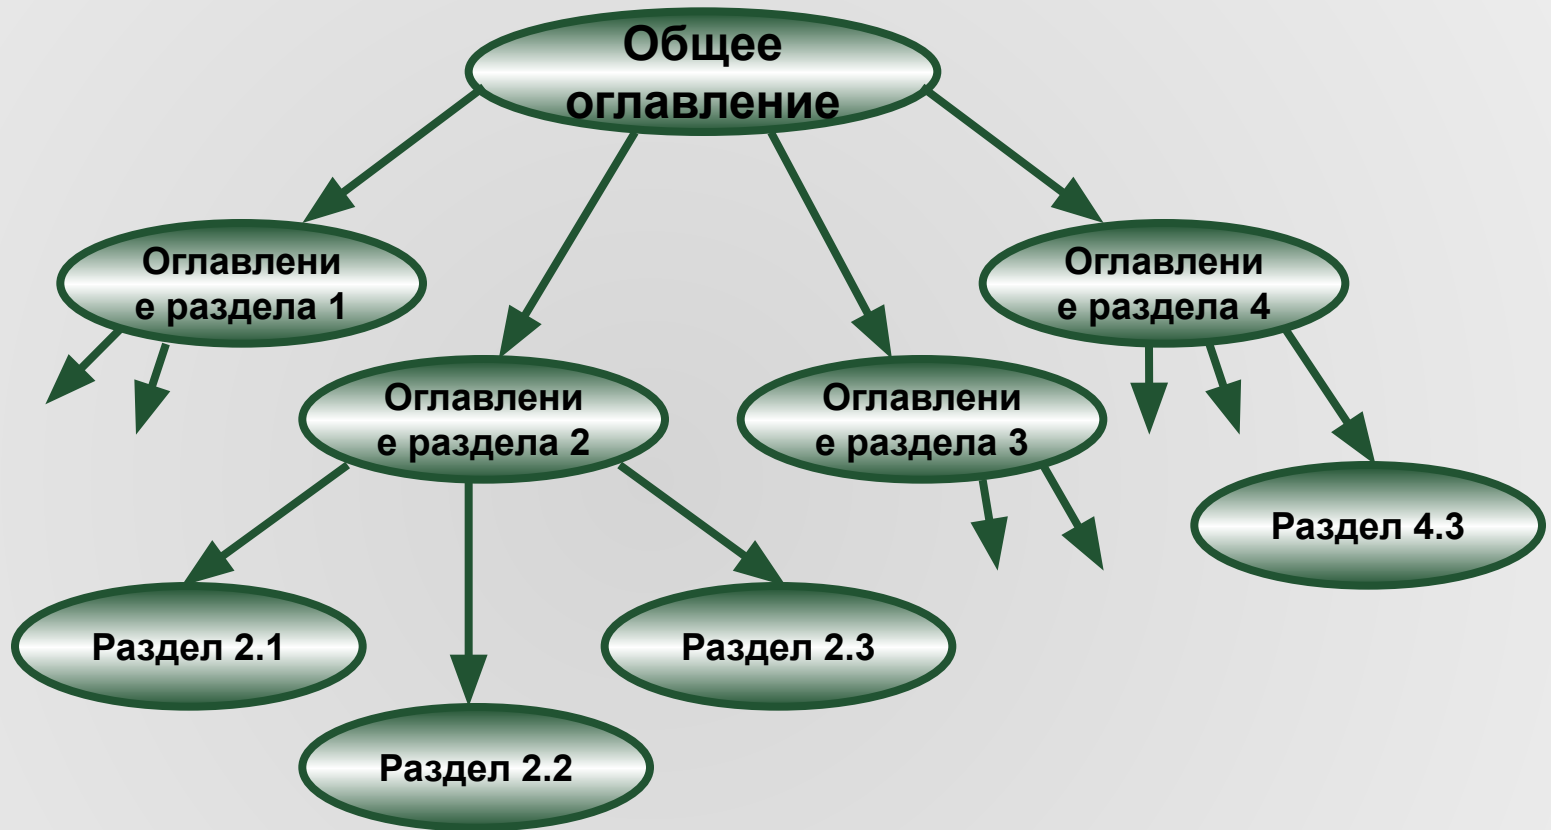 Общее
оглавление
Оглавлени
е раздела 1
Оглавлени
е раздела 4
Оглавлени
е раздела 2
Оглавлени
е раздела 3
Раздел 4.3
Раздел 2.1
Раздел 2.3
Раздел 2.2